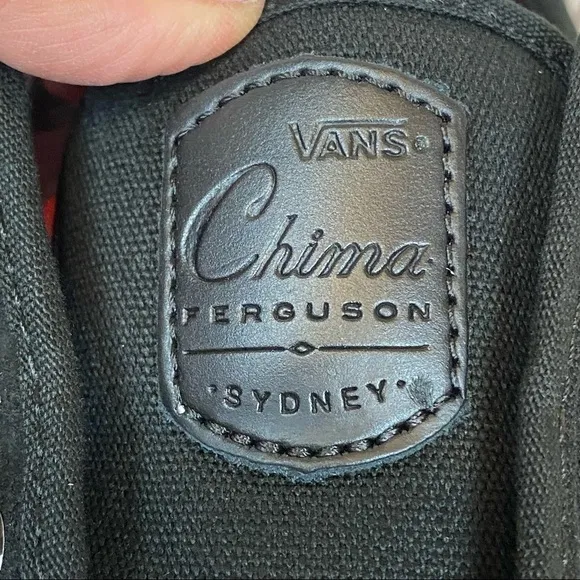 VANS®
Chima
FERGUSON
·SYDNEY·